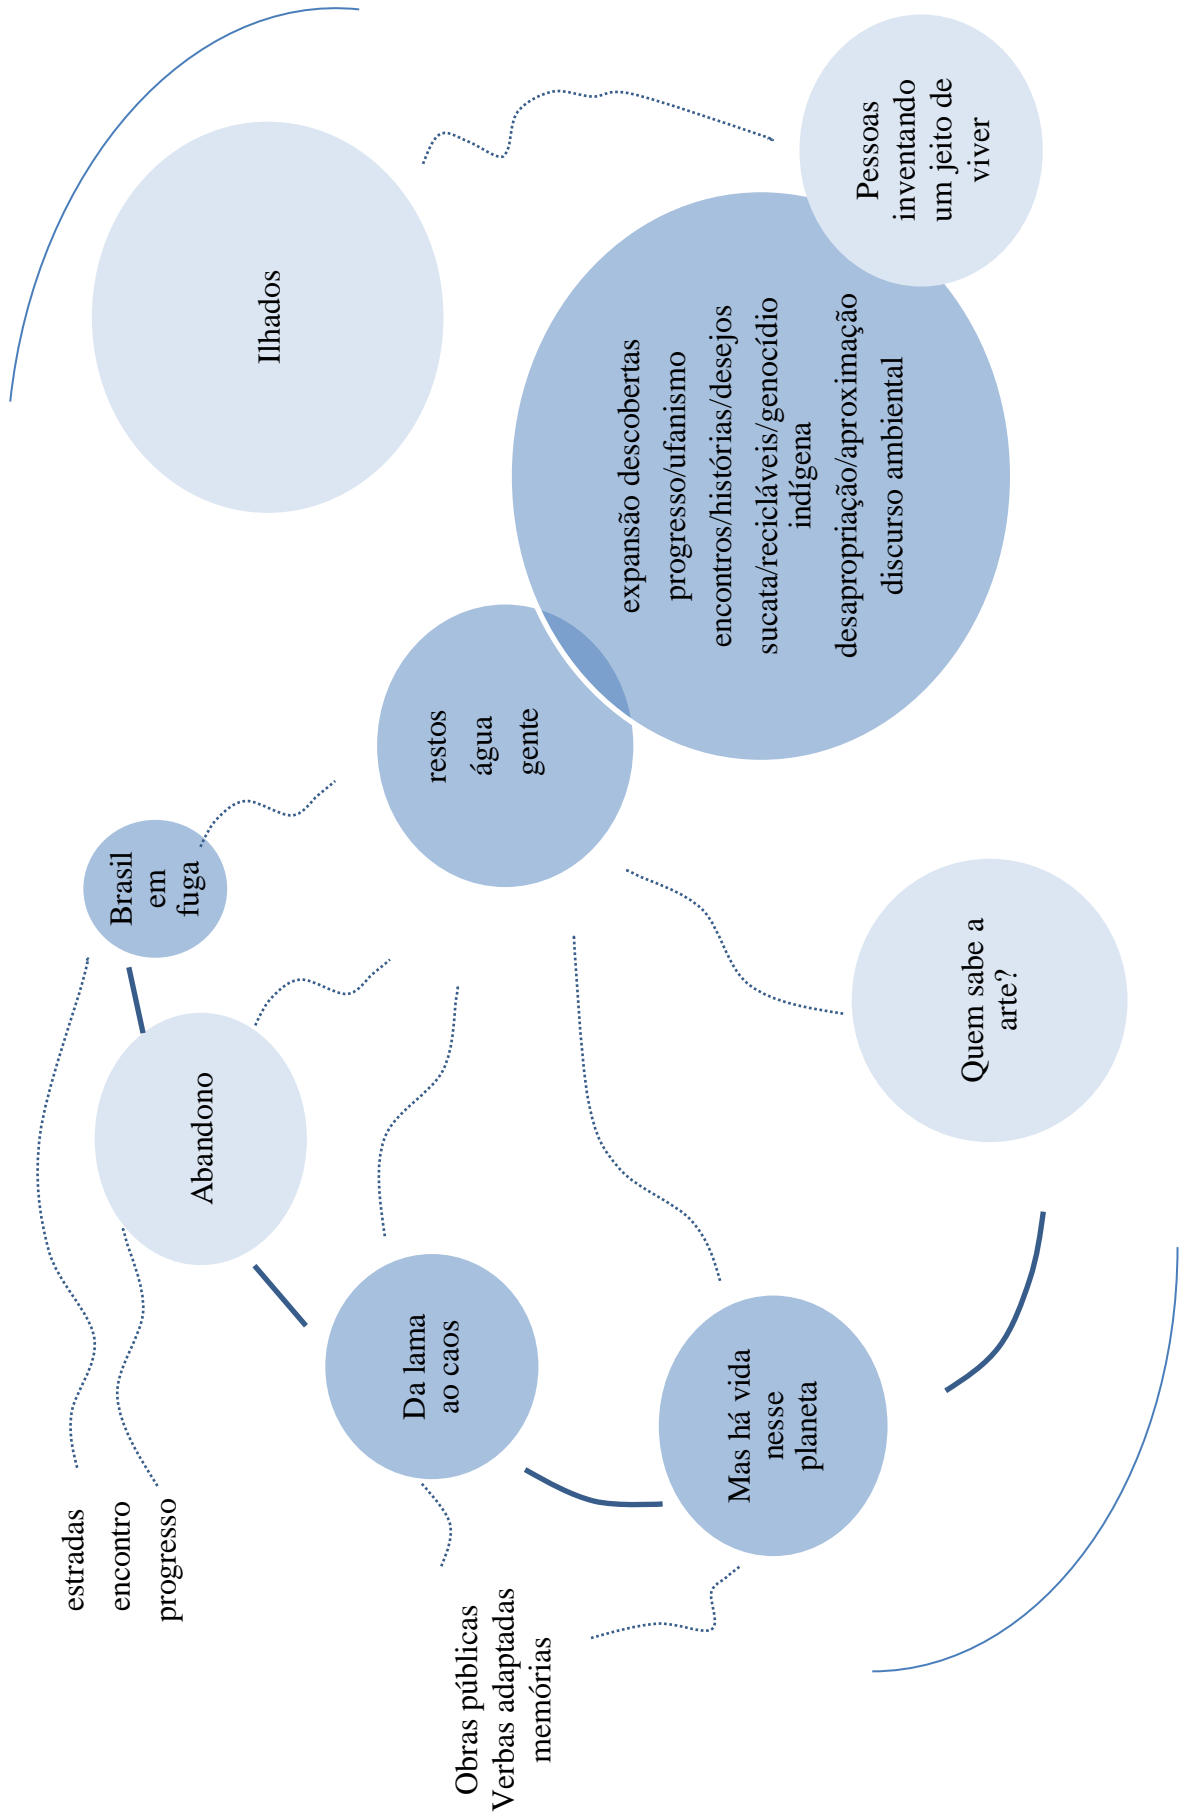 estradas
encontro
progresso
Brasil
em
fuga
Abandono
Ilhados
Obras públicas
Verbas adaptadas
memórias
Da lama
ao caos
restos
água
gente
Mas há vida
nesse
planeta
expansão descobertas
progresso/ufanismo
encontros/histórias/desejos
sucata/recicláveis/genocídio
indígena
desapropriação/aproximação
discurso ambiental
Pessoas
inventando
um jeito de
viver
Quem sabe a
arte?